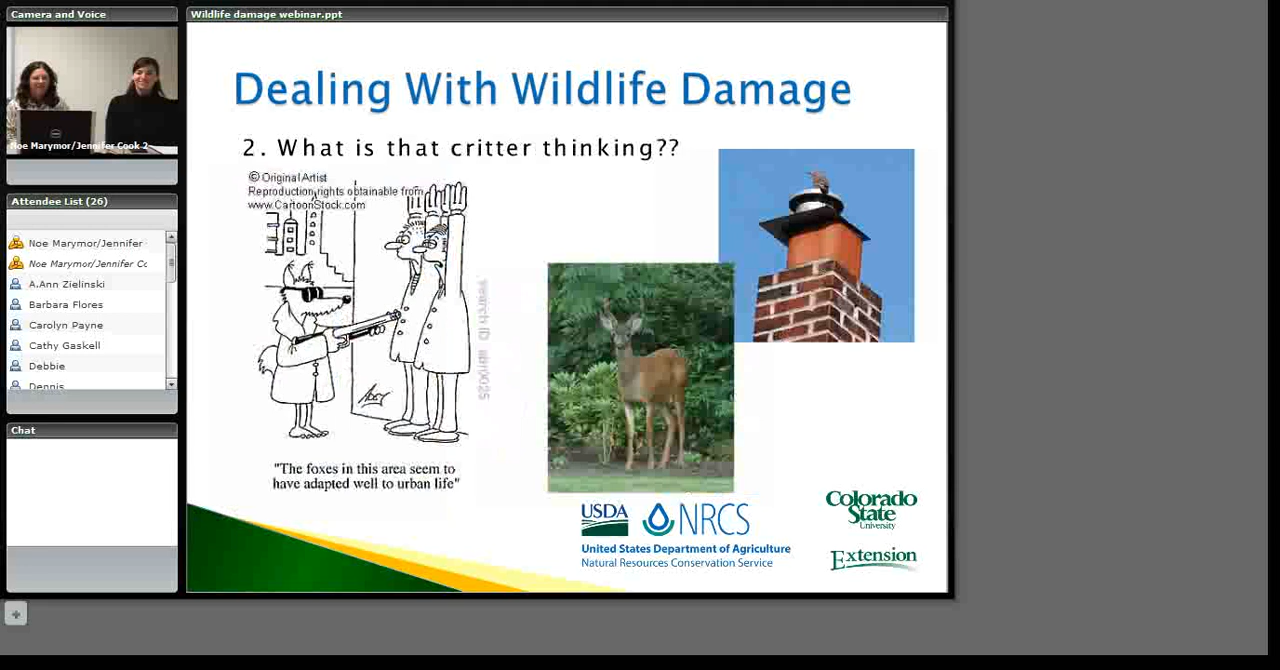 Camera and Voice
Noe Marymor/Jennifer Cook 2
Attendee List (26)
Noe Marymor/Jennifer
Noe Marymor/Jennifer Co
A.Ann Zielinski
Barbara Flores
Carolyn Payne
Cathy Gaskell
Debbie
Dennis
Chat
Wildlife damage webinar.ppt
Dealing With Wildlife Damage
2. What is that critter thinking??
© Original Artist
Reproduction rights obtainable from
www.CartoonStock.com
search ID
"The foxes in this area seem to
have adapted well to urban life"
USDA NRCS
United States Department of Agriculture
Natural Resources Conservation Service
Colorado
State
University
Extension